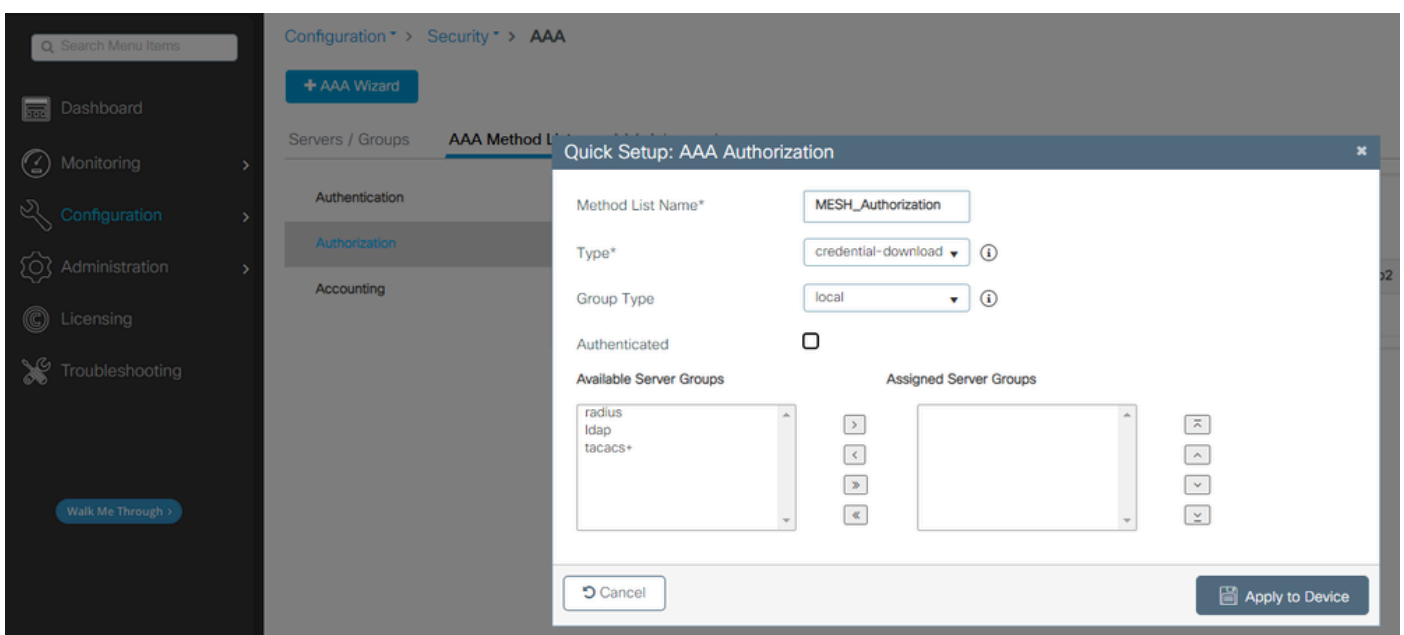 Search Menu Items
Dashboard
Monitoring
Configuration
Administration
Licensing
Troubleshooting
Walk Me Through >
Configuration > Security > AAA
+ AAA Wizard
Servers / Groups AAA Method
Authentication
Authorization
Accounting
Quick Setup: AAA Authorization
Method List Name* MESH_Authorization
Type* credential-download
Group Type local
Authenticated
Available Server Groups Assigned Server Groups
radius
ldap
tacacs+
Cancel
Apply to Device